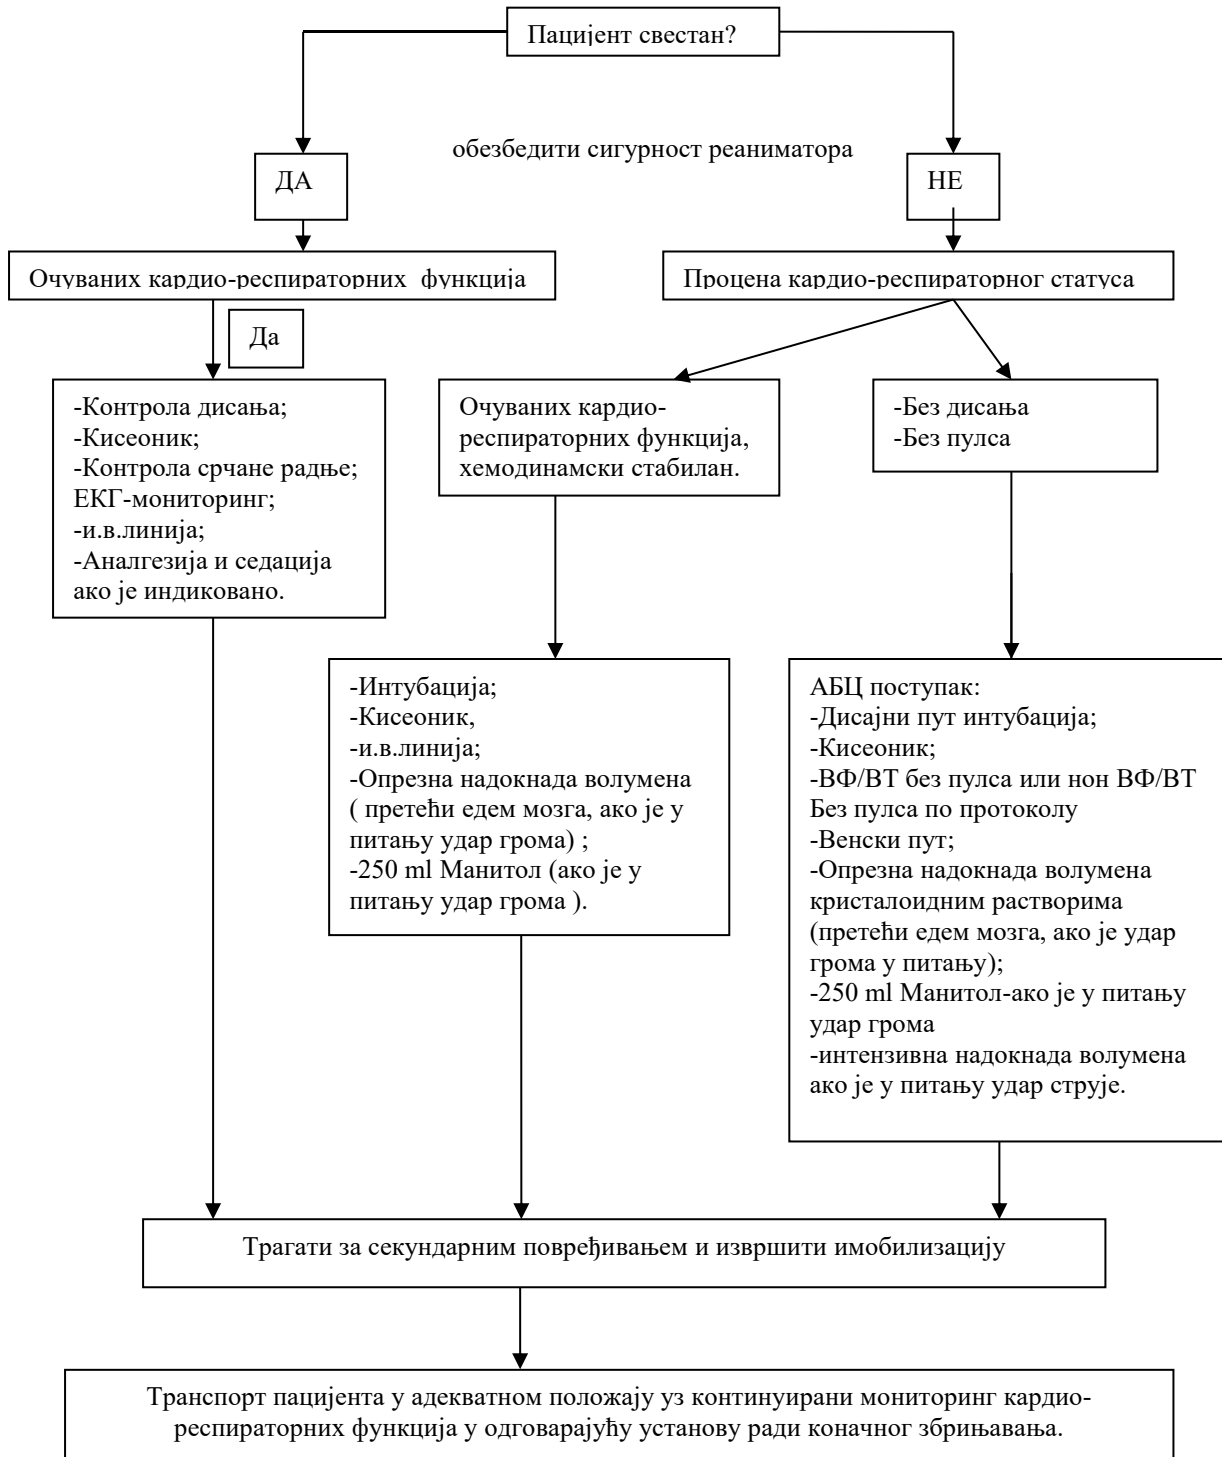 Пацијент свестан?
обезбедити сигурност реаниматора
ДА
НЕ
Очуваних кардио-респираторних функција
Процена кардио-респираторног статуса
Да
-Контрола дисања;
-Кисеоник;
-Контрола срчане радње;
ЕКГ-мониторинг;
-и.в.линија;
-Аналгезија и седација
ако је индиковано.
Очуваних кардио-
респираторних функција,
хемодинамски стабилан.
-Без дисања
-Без пулса
-Интубација;
-Кисеоник,
-и.в.линија;
-Опрезна надокнада волумена
( претећи едем мозга, ако је у
питању удар грома) ;
-250 ml Манитол (ако је у
питању удар грома ).
АБЦ поступак:
-Дисајни пут интубација;
-Кисеоник;
-ВФ/ВТ без пулса или нон ВФ/ВТ
Без пулса по протоколу
-Венски пут;
-Опрезна надокнада волумена
кристалоидним растворима
(претећи едем мозга, ако је удар
грома у питању);
-250 ml Манитол-ако је у питању
удар грома
-интензивна надокнада волумена
ако је у питању удар струје.
Трагати за секундарним повређивањем и извршити имобилизацију
Транспорт пацијента у адекватном положају уз континуирани мониторинг кардио-
респираторних функција у одговарајућу установу ради коначног збрињавања.